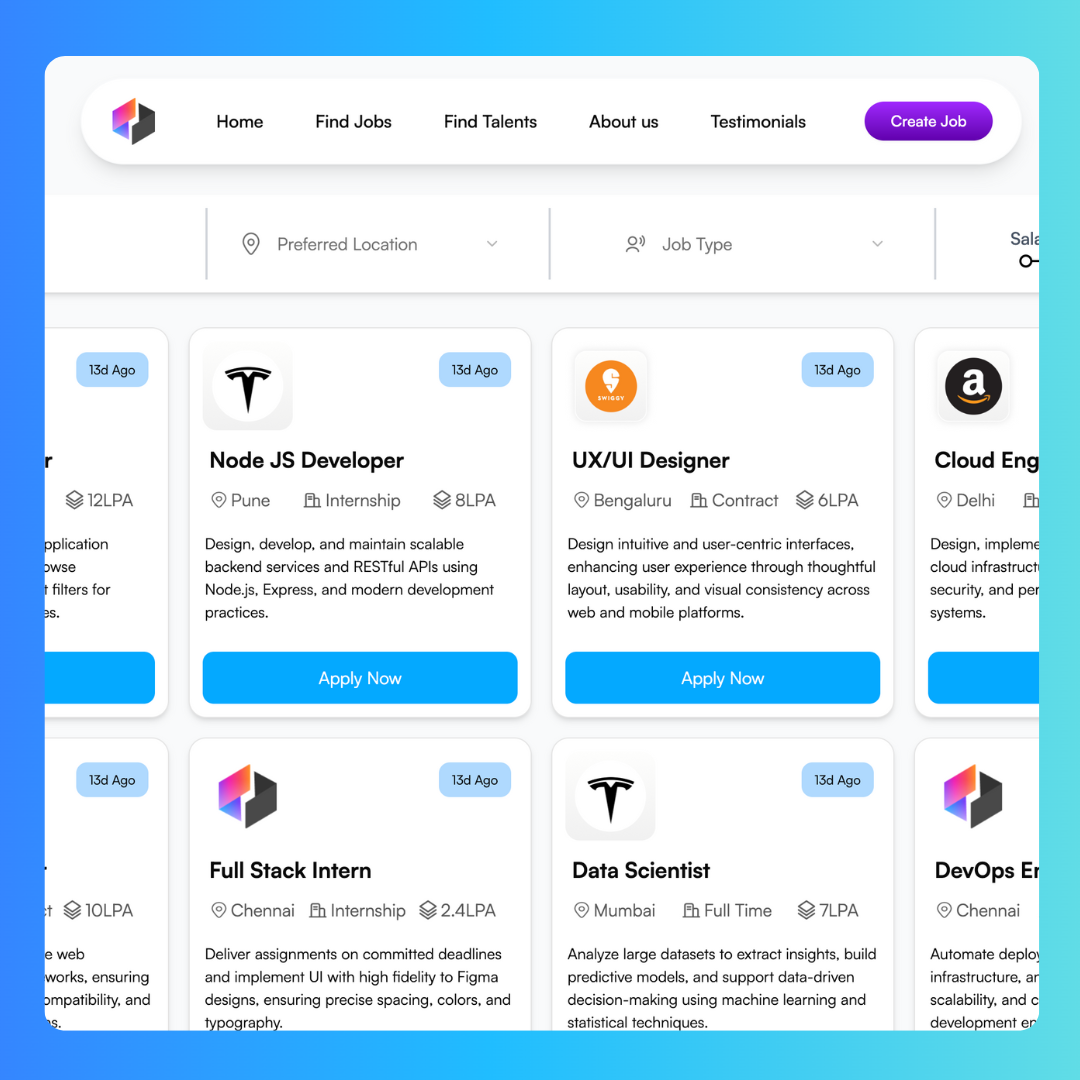 Home Find Jobs Find Talents About us Testimonials Create Job
Preferred Location Job Type
13d Ago
12LPA
filters for
13d Ago
Node JS Developer
Pune Internship 8LPA
Design, develop, and maintain scalable
backend services and RESTful APIs using
Node.js, Express, and modern development
practices.
Apply Now
SWIGGY
13d Ago
UX/UI Designer
Bengaluru Contract 6LPA
Design intuitive and user-centric interfaces,
enhancing user experience through thoughtful
layout, usability, and visual consistency across
web and mobile platforms.
Apply Now
a
Cloud Eng
Delhi
Design, impleme
cloud infrastruct
security, and per
systems.
13d Ago
10LPA
web
works, ensuring
ompatibility, and
13d Ago
Full Stack Intern
Chennai Internship 2.4LPA
Deliver assignments on committed deadlines
and implement UI with high fidelity to Figma
designs, ensuring precise spacing, colors, and
typography.
13d Ago
Data Scientist
Mumbai Full Time 7LPA
Analyze large datasets to extract insights, build
predictive models, and support data-driven
decision-making using machine learning and
statistical techniques.
DevOps
Chennai
Automate deploy
infrastructure,
scalability, and
development